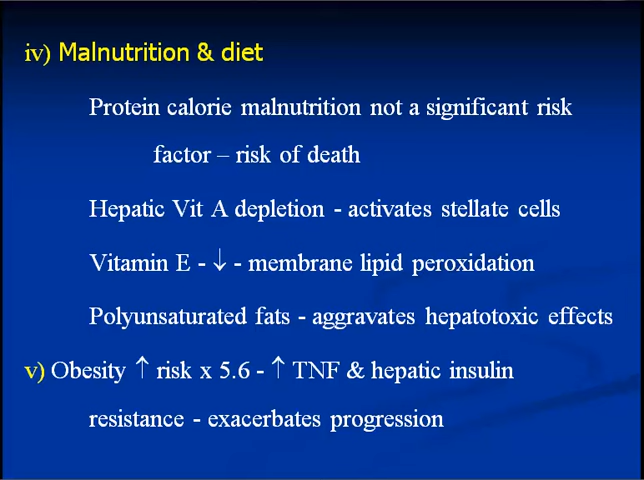 iv) Malnutrition & diet
Protein calorie malnutrition not a significant risk
factor – risk of death
Hepatic Vit A depletion - activates stellate cells
Vitamin E - ↓ - membrane lipid peroxidation
Polyunsaturated fats - aggravates hepatotoxic effects
v) Obesity ↑ risk x 5.6 - ↑ TNF & hepatic insulin
resistance - exacerbates progression